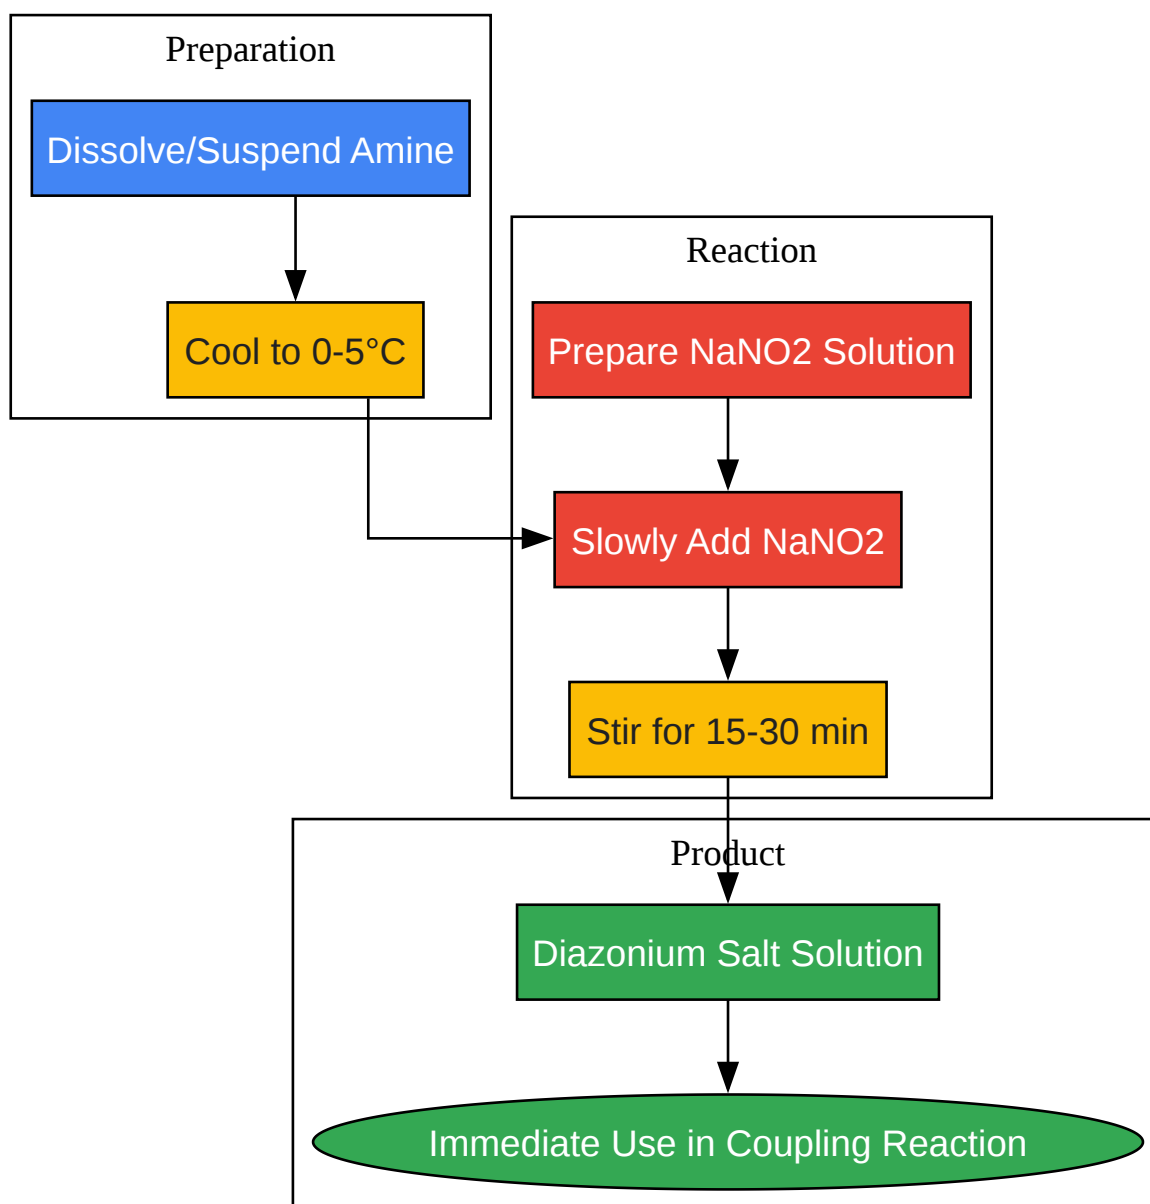 Preparation
Dissolve/Suspend Amine
Cool to 0-5°C
Reaction
Prepare NaNO2 Solution
Slowly Add NaNO2
Stir for 15-30 min
Product
Diazonium Salt Solution
Immediate Use in Coupling Reaction